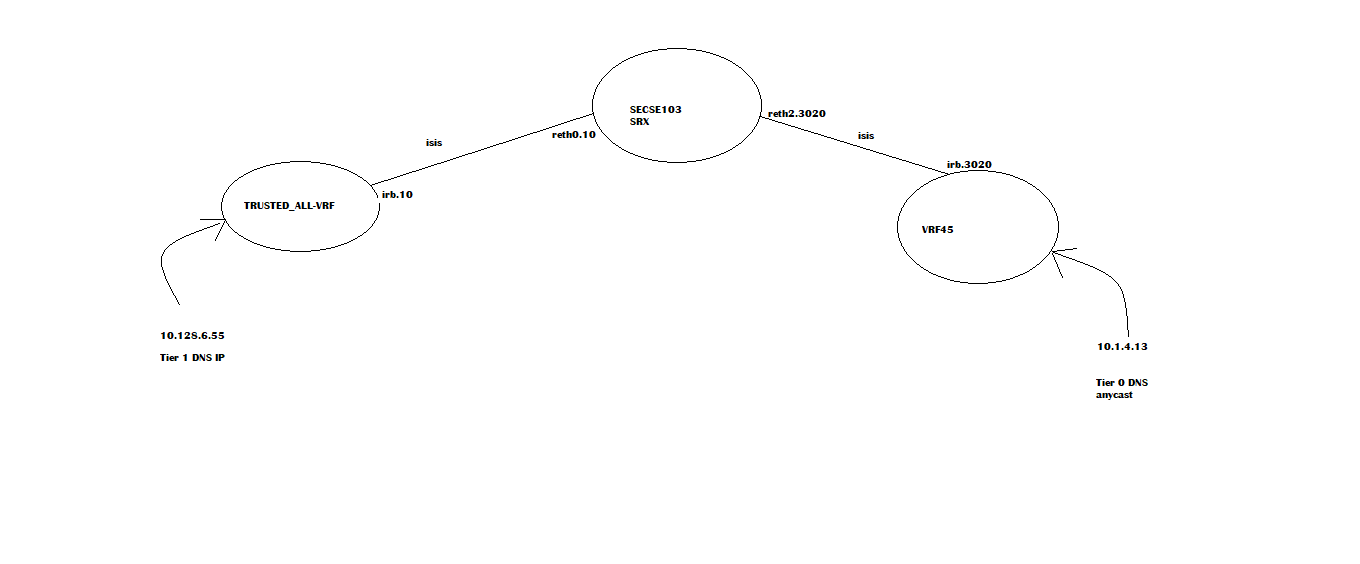 SECSE103
SRX
reth2.3020
reth0.10
isis
isis
irb.3020
irb.10
TRUSTED_ALL-VRF
VRF45
10.128.6.55
Tier 1 DNS IP
10.1.4.13
Tier 0 DNS
anycast